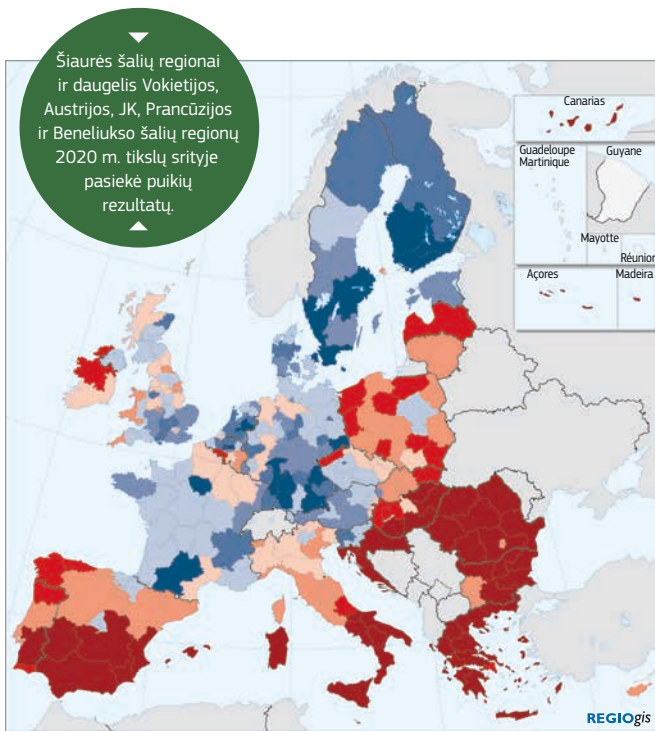 Šiaurės šalių regionai
ir daugelis Vokietijos,
Austrijos, JK, Prancūzijos
ir Beneliukso šalių regionų
2020 m. tikslų srityje
pasiekė puikių
rezultatų.
Canarias
Guadeloupe
Martinique
Guyane
Mayotte
Réunion
Açores
Madeira
REGIOgis